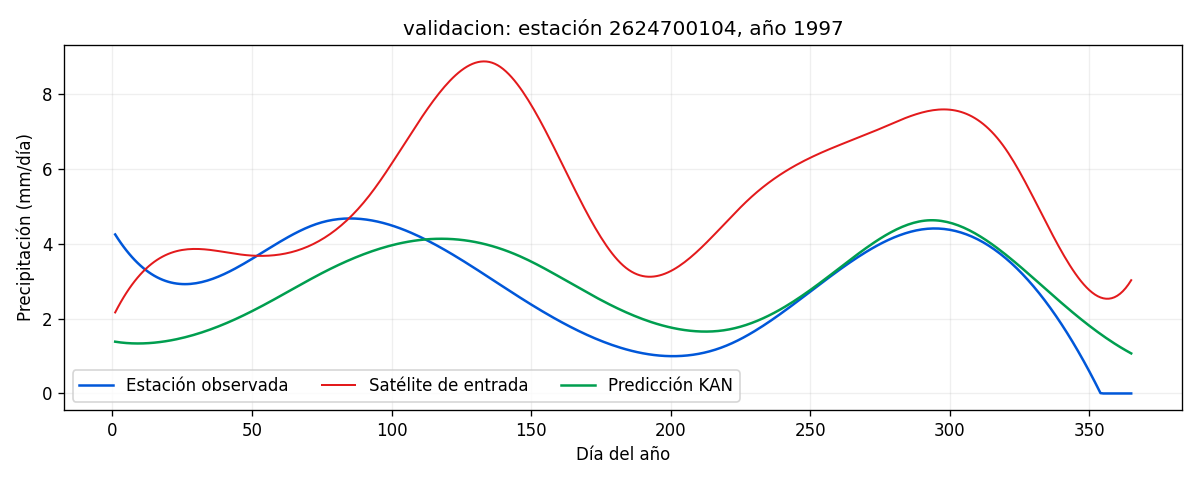 validacion: estación 2624700104, año 1997
Precipitación (mm/día)
8
6
4
2
0
Estación observada
Satélite de entrada
Predicción KAN
0 50 100 150 200 250 300 350
Día del año